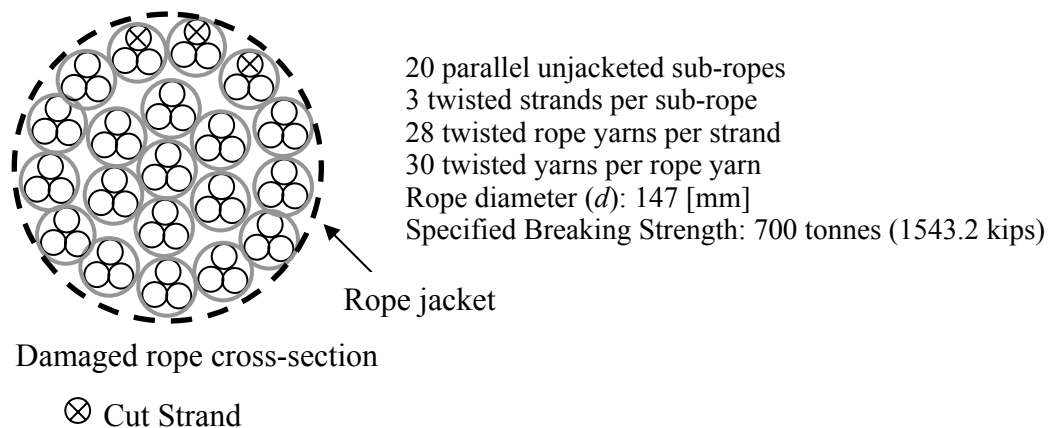 20 parallel unjacketed sub-ropes
3 twisted strands per sub-rope
28 twisted rope yarns per strand
30 twisted yarns per rope yarn
Rope diameter (d): 147 [mm]
Specified Breaking Strength: 700 tonnes (1543.2 kips)
Rope jacket
Damaged rope cross-section
Cut Strand